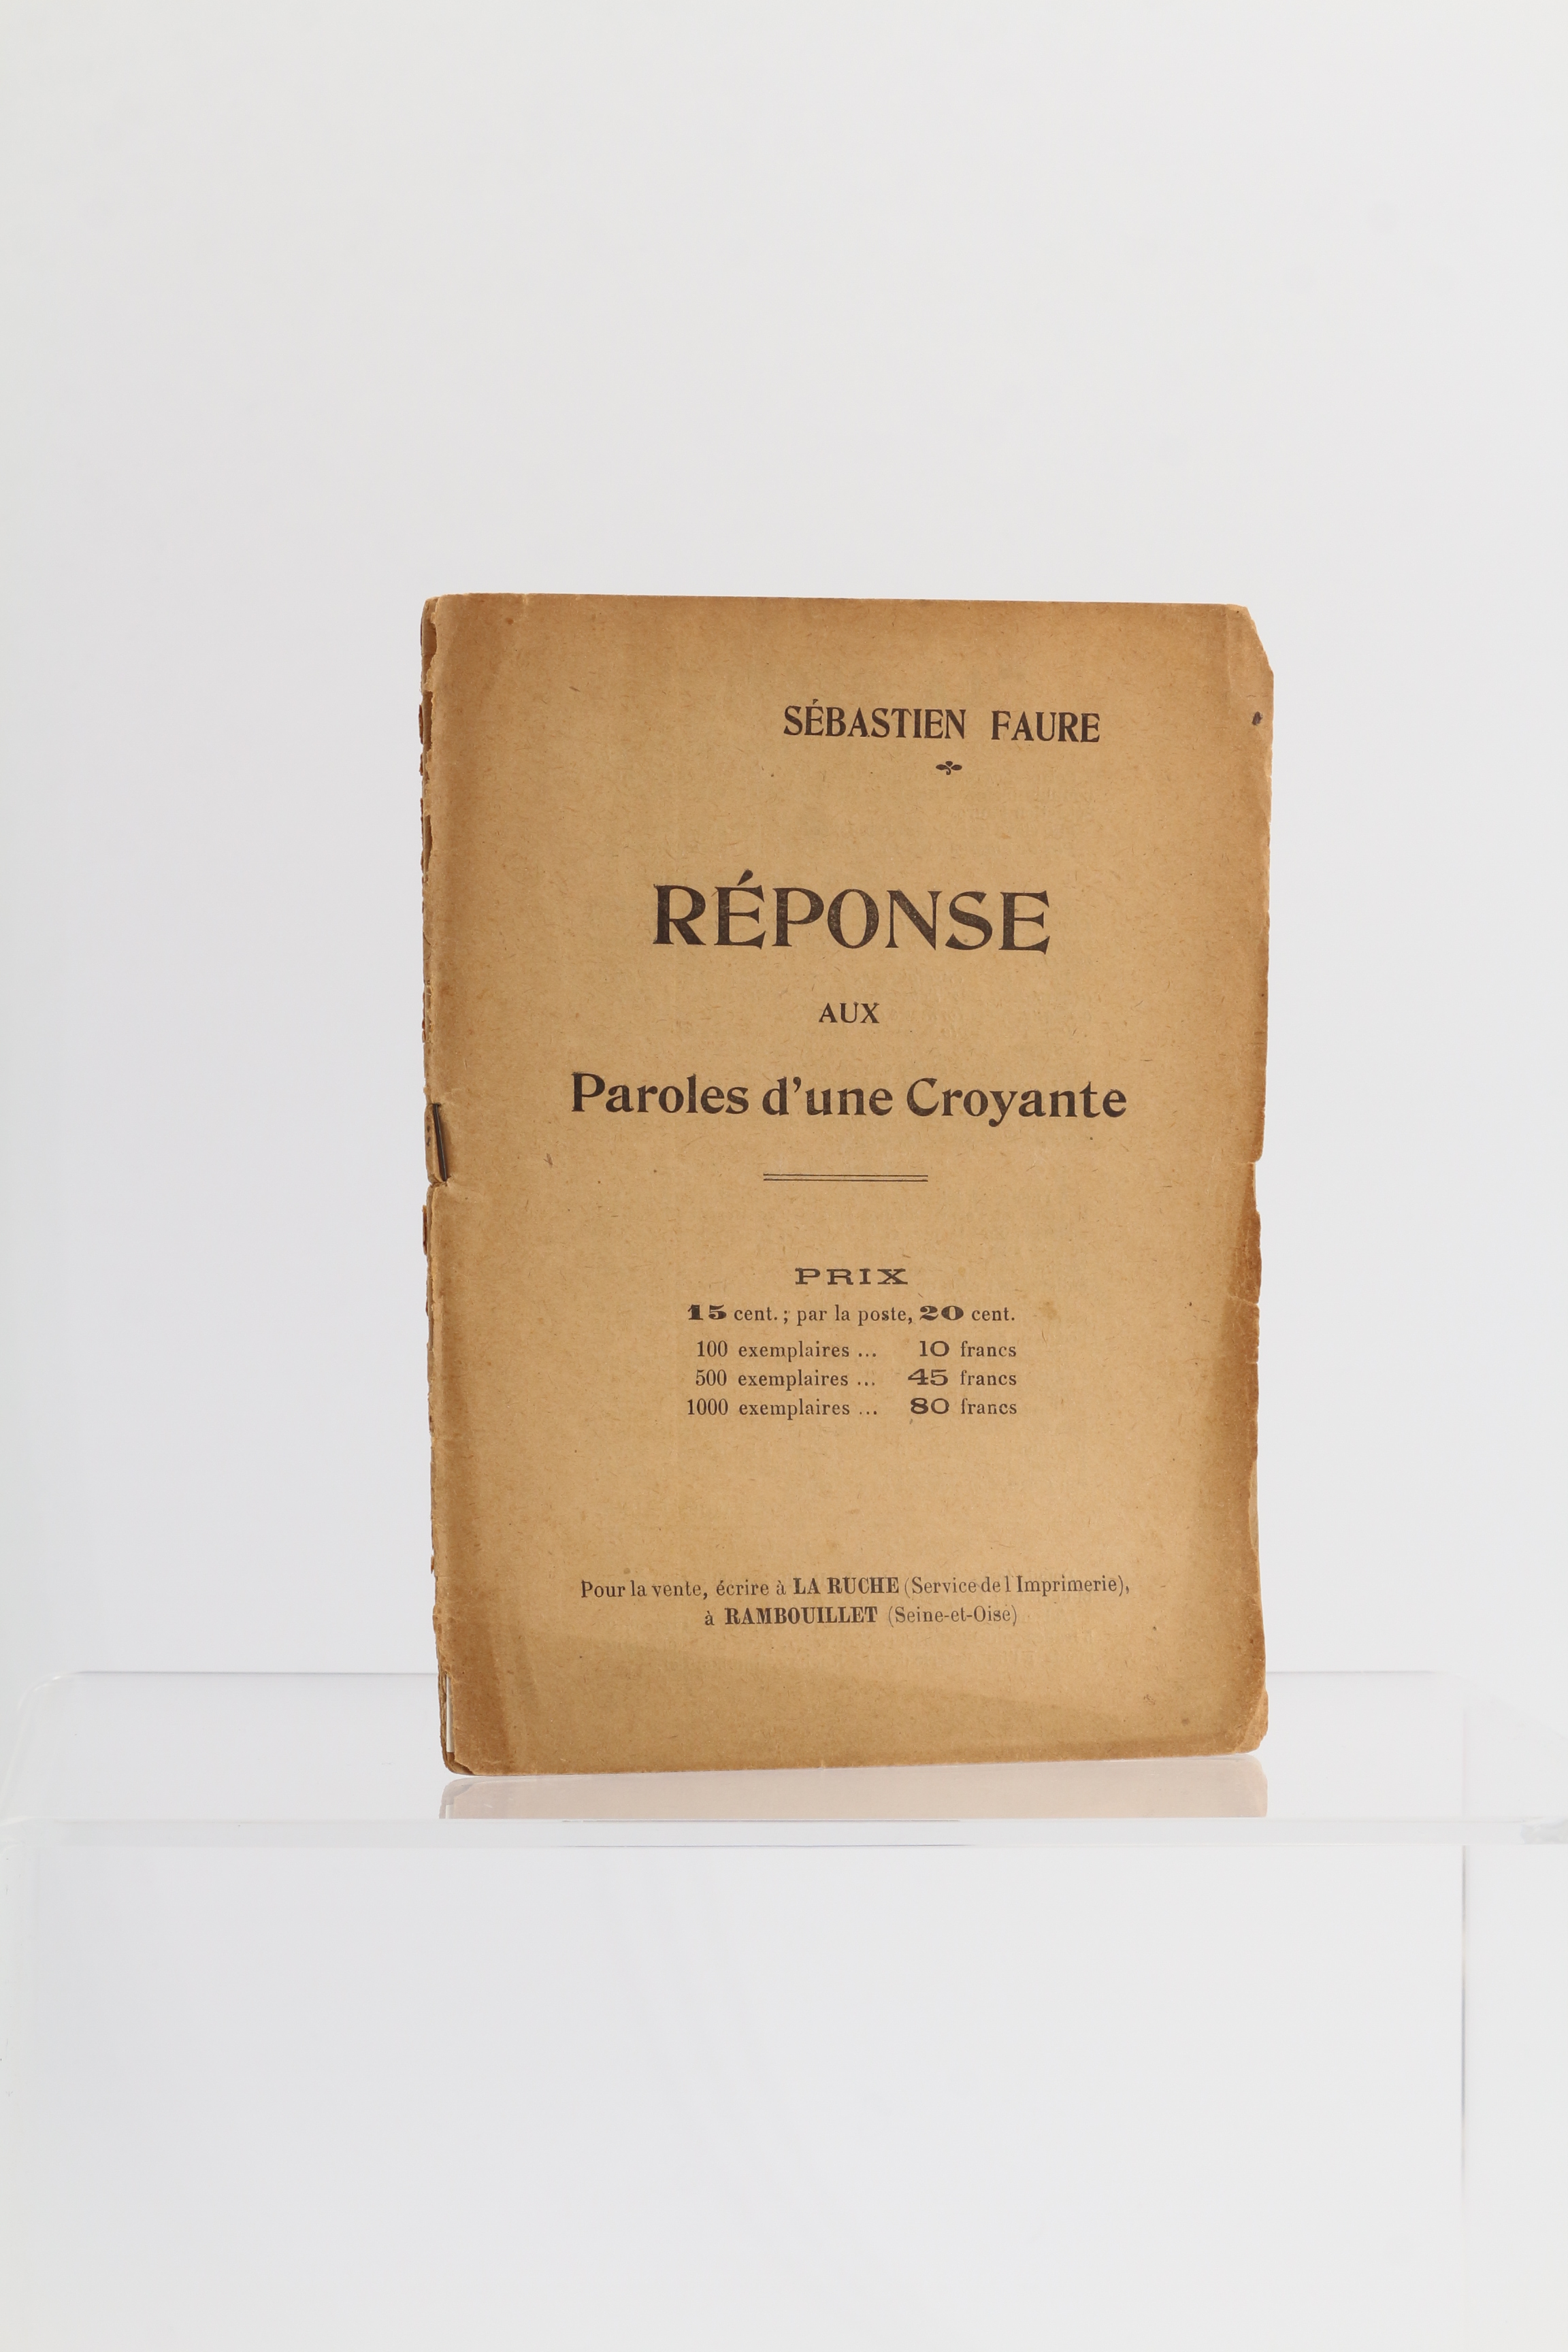 SÉBASTIEN FAURE
RÉPONSE
AUX
Paroles d'une Croyante
PRIX
15 cent. ; par la poste, 20 cent.
100 exemplaires ... 10 francs
500 exemplaires ... 45 francs
1000 exemplaires ... 80 francs
Pour la vente, écrire à LA RUCHE (Service de l'Imprimerie),
à RAMBOUILLET (Seine-et-Oise)